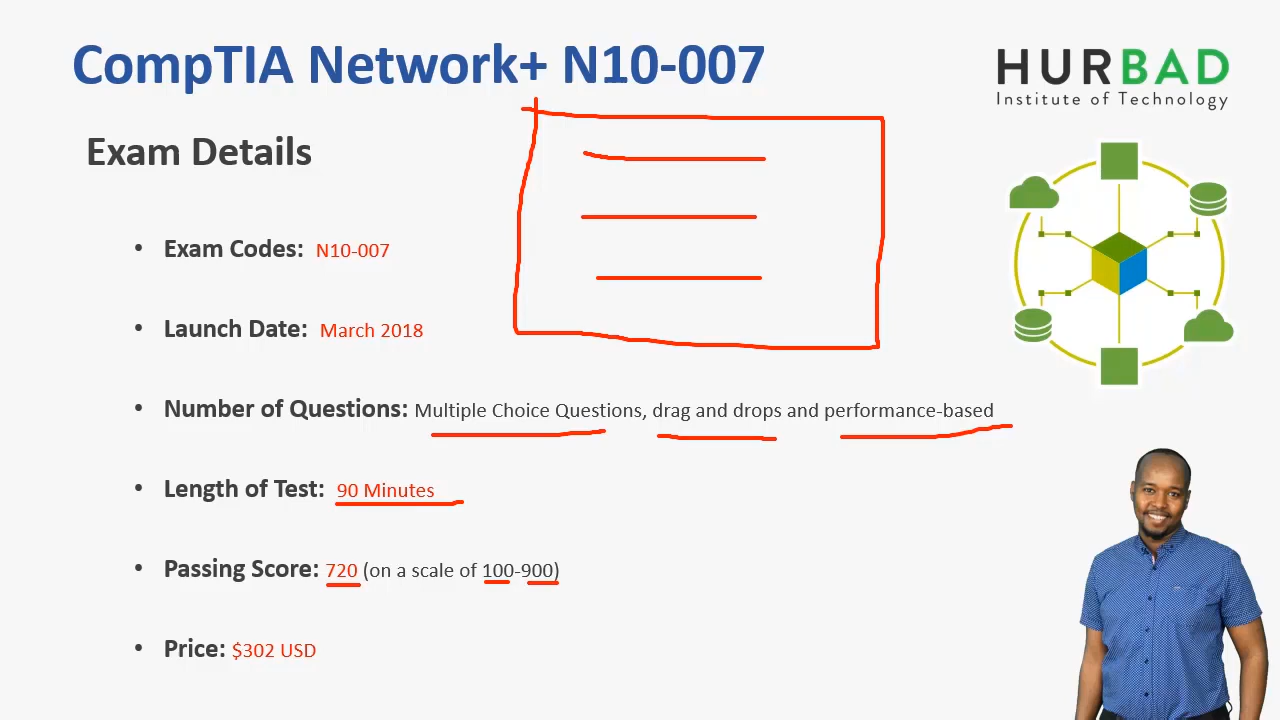 CompTIA Network+ N10-007
HURBAD
Institute of Technology
Exam Details
• Exam Codes: N10-007
• Launch Date: March 2018
• Number of Questions: Multiple Choice Questions, drag and drops and performance-based
• Length of Test: 90 Minutes
• Passing Score: 720 (on a scale of 100-900)
• Price: $302 USD